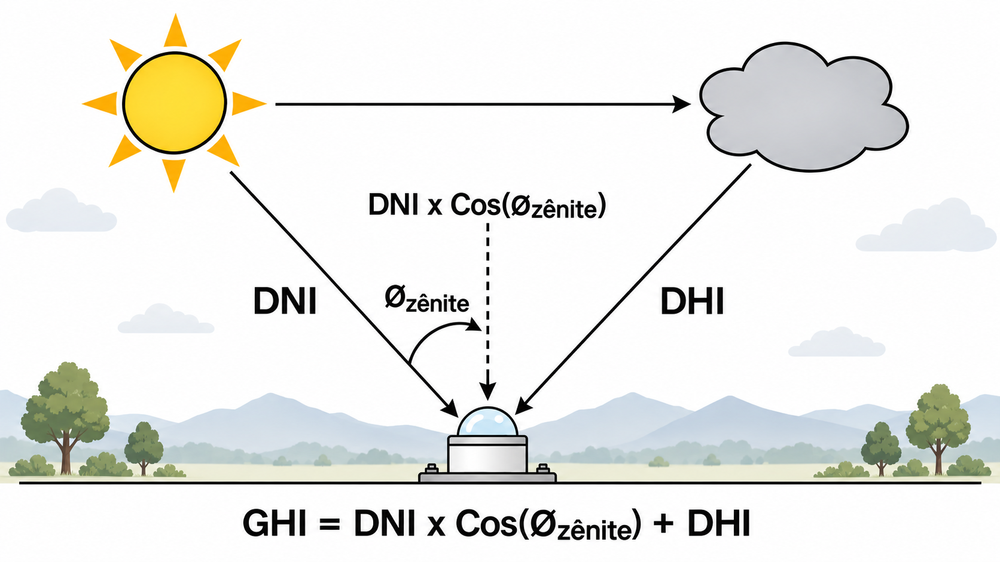 DNI x Cos(Øzênite)
Øzênite
DNI
DHI
GHI = DNI x Cos(Øzênite) + DHI